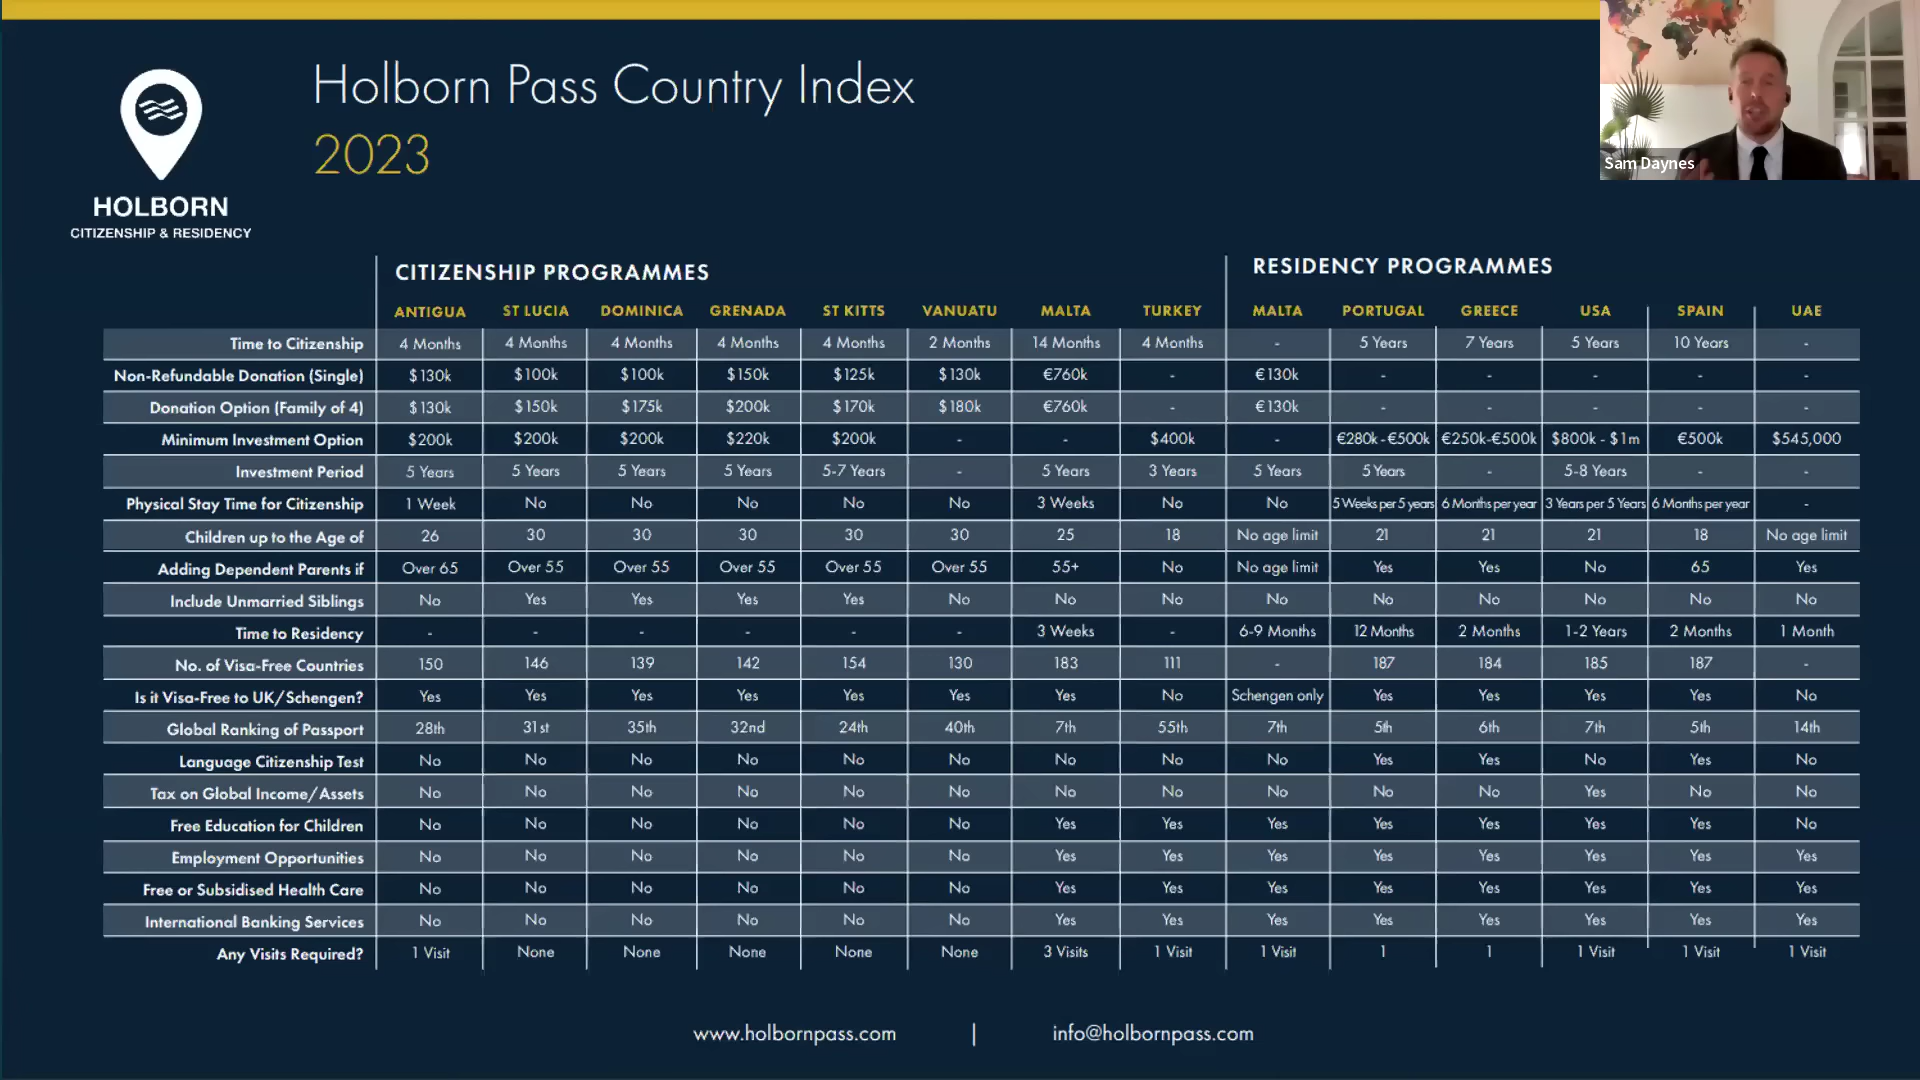 Holborn Pass Country Index
2023
Sam Daynes
HOLBORN
CITIZENSHIP & RESIDENCY
CITIZENSHIP PROGRAMMES
RESIDENCY PROGRAMMES
ANTIGUA ST LUCIA DOMINICA GRENADA ST KITTS VANUATU MALTA TURKEY MALTA PORTUGAL GREECE USA SPAIN UAE
Time to Citizenship 4 Months 4 Months 4 Months 4 Months 4 Months 2 Months 14 Months 4 Months - 5 Years 7 Years 5 Years 10 Years -
Non-Refundable Donation (Single) $130k $100k $100k $150k $125k $130k €760k - €130k - - - - -
Donation Option (Family of 4) $130k $150k $175k $200k $170k $180k €760k - €130k - - - - -
Minimum Investment Option $200k $200k $200k $220k $200k - - $400k - €280k - €500k €250k-€500k $800k - $1m €500k $545,000
Investment Period 5 Years 5 Years 5 Years 5 Years 5-7 Years - 5 Years 3 Years 5 Years 5 Years - 5-8 Years - -
Physical Stay Time for Citizenship 1 Week No No No No No 3 Weeks No No 5 Weeks per 5 years 6 Months per year 3 Years per 5 Years 6 Months per year -
Children up to the Age of 26 30 30 30 30 30 25 18 No age limit 21 21 21 18 No age limit
Adding Dependent Parents if Over 65 Over 55 Over 55 Over 55 Over 55 Over 55 55+ No No age limit Yes Yes No 65 Yes
Include Unmarried Siblings No Yes Yes Yes Yes No No No No No No No No No
Time to Residency - - - - - - 3 Weeks - 6-9 Months 12 Months 2 Months 1-2 Years 2 Months 1 Month
No. of Visa-Free Countries 150 146 139 142 154 130 183 111 - 187 184 185 187 -
Is it Visa-Free to UK/Schengen? Yes Yes Yes Yes Yes Yes Yes No Schengen only Yes Yes Yes Yes No
Global Ranking of Passport 28th 31st 35th 32nd 24th 40th 7th 55th 7th 5th 6th 7th 5th 14th
Language Citizenship Test No No No No No No No No No Yes Yes No Yes No
Tax on Global Income/Assets No No No No No No No No No No No Yes No No
Free Education for Children No No No No No No Yes Yes Yes Yes Yes Yes Yes No
Employment Opportunities No No No No No No Yes Yes Yes Yes Yes Yes Yes Yes
Free or Subsidised Health Care No No No No No No Yes Yes Yes Yes Yes Yes Yes Yes
International Banking Services No No No No No No Yes Yes Yes Yes Yes Yes Yes Yes
Any Visits Required? 1 Visit None None None None None 3 Visits 1 Visit 1 Visit 1 1 1 Visit 1 Visit 1 Visit
www.holbornpass.com | info@holbornpass.com